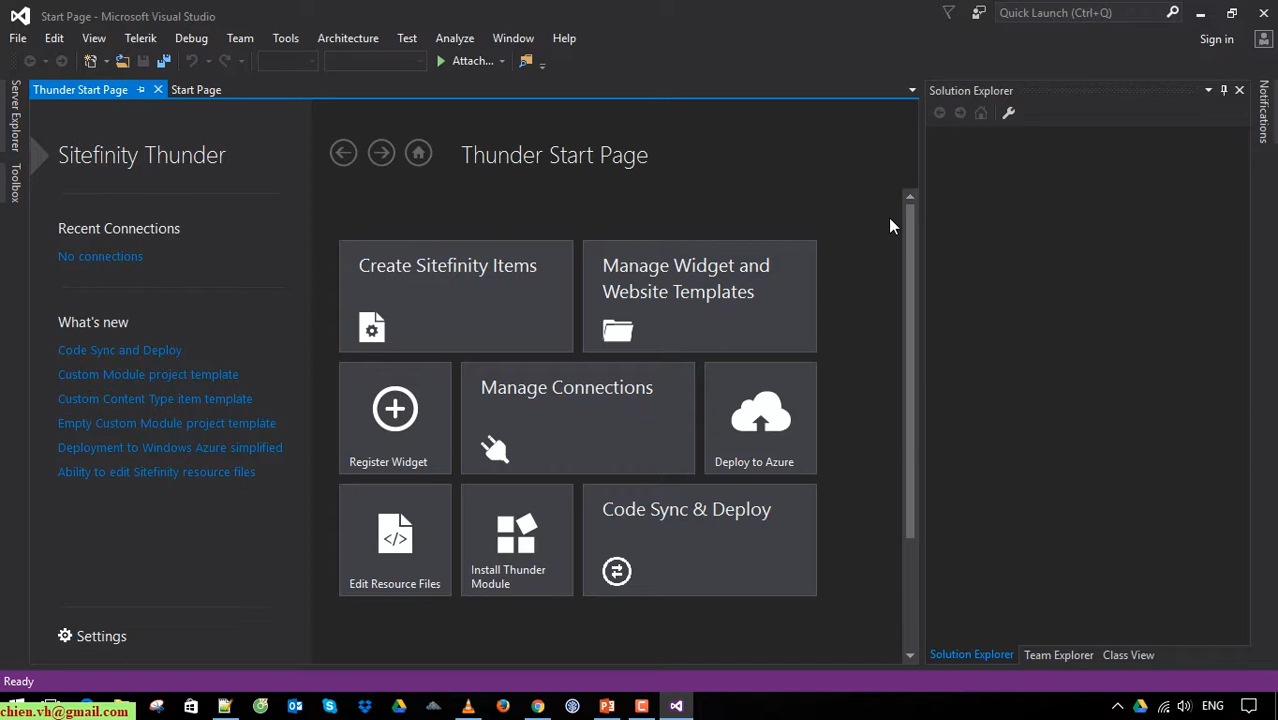 Start Page - Microsoft Visual Studio
Quick Launch (Ctrl+Q)
File Edit View Telerik Debug Team Tools Architecture Test Analyze Window Help
Sign in
Attach...
Server Explorer
Toolbox
Thunder Start Page
Start Page
Solution Explorer
Notifications
Sitefinity Thunder
Thunder Start Page
Recent Connections
No connections
What's new
Code Sync and Deploy
Custom Module project template
Custom Content Type item template
Empty Custom Module project template
Deployment to Windows Azure simplified
Ability to edit Sitefinity resource files
Settings
Create Sitefinity Items
Manage Widget and
Website Templates
Register Widget
Manage Connections
Deploy to Azure
Edit Resource Files
Install Thunder
Module
Code Sync & Deploy
Solution Explorer Team Explorer Class View
Ready
chien.vh@gmail.com
ENG